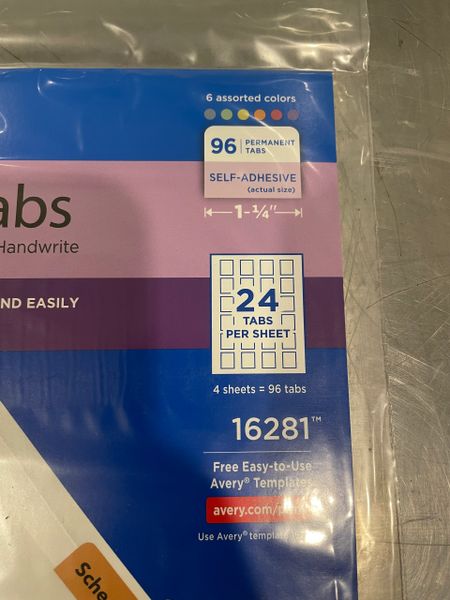 6 assorted colors
96 PERMANENT
TABS
SELF-ADHESIVE
(actual size)
1-¼"
abs
Handwrite
ND EASILY
24
TABS
PER SHEET
4 sheets = 96 tabs
16281™
Free Easy-to-Use
Avery® Templates
avery.com/
Use Avery® template
Sche